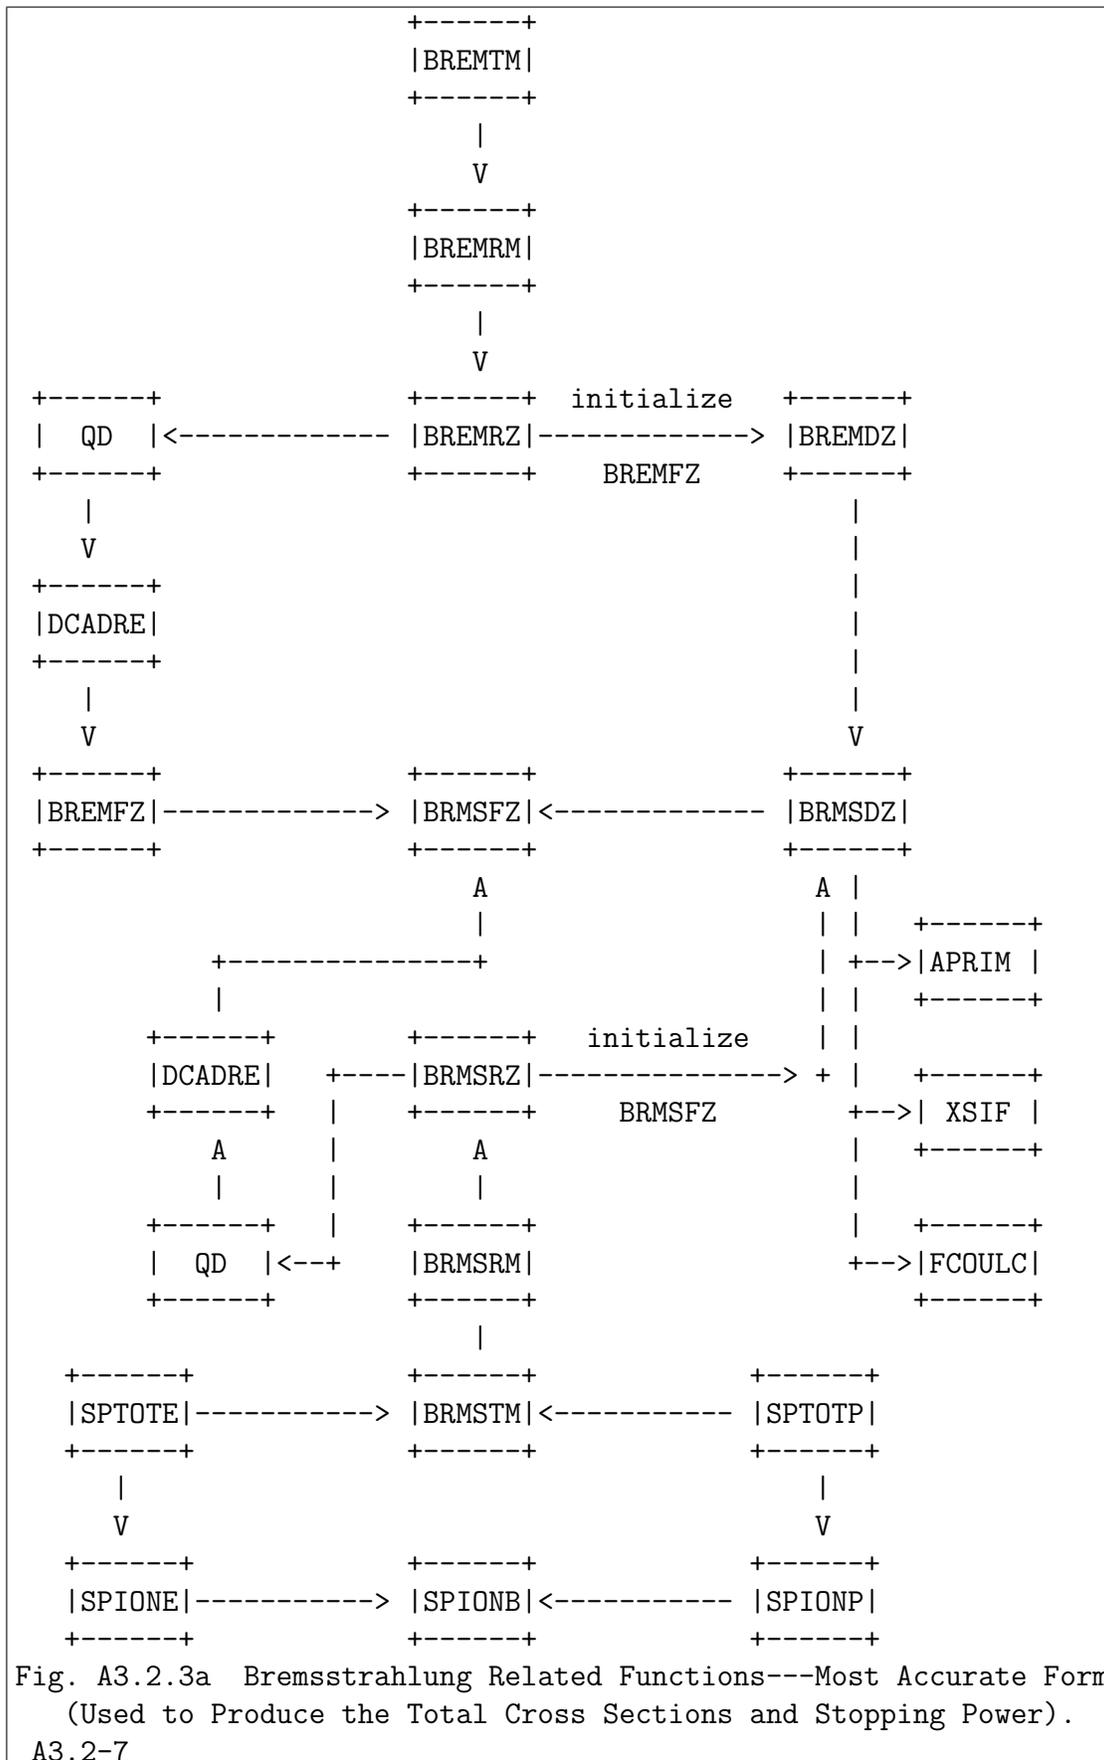 +------+
                         |BREMTM|
                         +------+
                             |
                             V
                         +------+
                         |BREMRM|
                         +------+
                             |
                             V
  +------+               +------+  initialize   +------+
  |  QD  |<------------- |BREMRZ|-------------> |BREMDZ|
  +------+               +------+    BREMFZ     +------+
     |                                              |
     V                                              |
  +------+                                          |
  |DCADRE|                                          |
  +------+                                          |
     |                                              |
     V                                              V
  +------+               +------+               +------+
  |BREMFZ|-------------> |BRMSFZ|<------------- |BRMSDZ|
  +------+               +------+               +------+
                             A                    A |
                             |                    | |   +------+
             +---------------+                    | +-->|APRIM |
             |                                    | |   +------+
         +------+        +------+   initialize    | |
         |DCADRE|   +----|BRMSRZ|---------------> + |   +------+
         +------+   |    +------+     BRMSFZ        +-->| XSIF |
             A      |        A                      |   +------+
             |      |        |                      |
         +------+   |    +------+                   |   +------+
         |  QD  |<--+    |BRMSRM|                   +-->|FCOULC|
         +------+        +------+                       +------+
                             |
    +------+             +------+             +------+
    |SPTOTE|-----------> |BRMSTM|<----------- |SPTOTP|
    +------+             +------+             +------+
       |                                          |
       V                                          V
    +------+             +------+             +------+
    |SPIONE|-----------> |SPIONB|<----------- |SPIONP|
    +------+             +------+             +------+
Fig. A3.2.3a  Bremsstrahlung Related Functions---Most Accurate Form
    (Used to Produce the Total Cross Sections and Stopping Power).
  A3.2-7